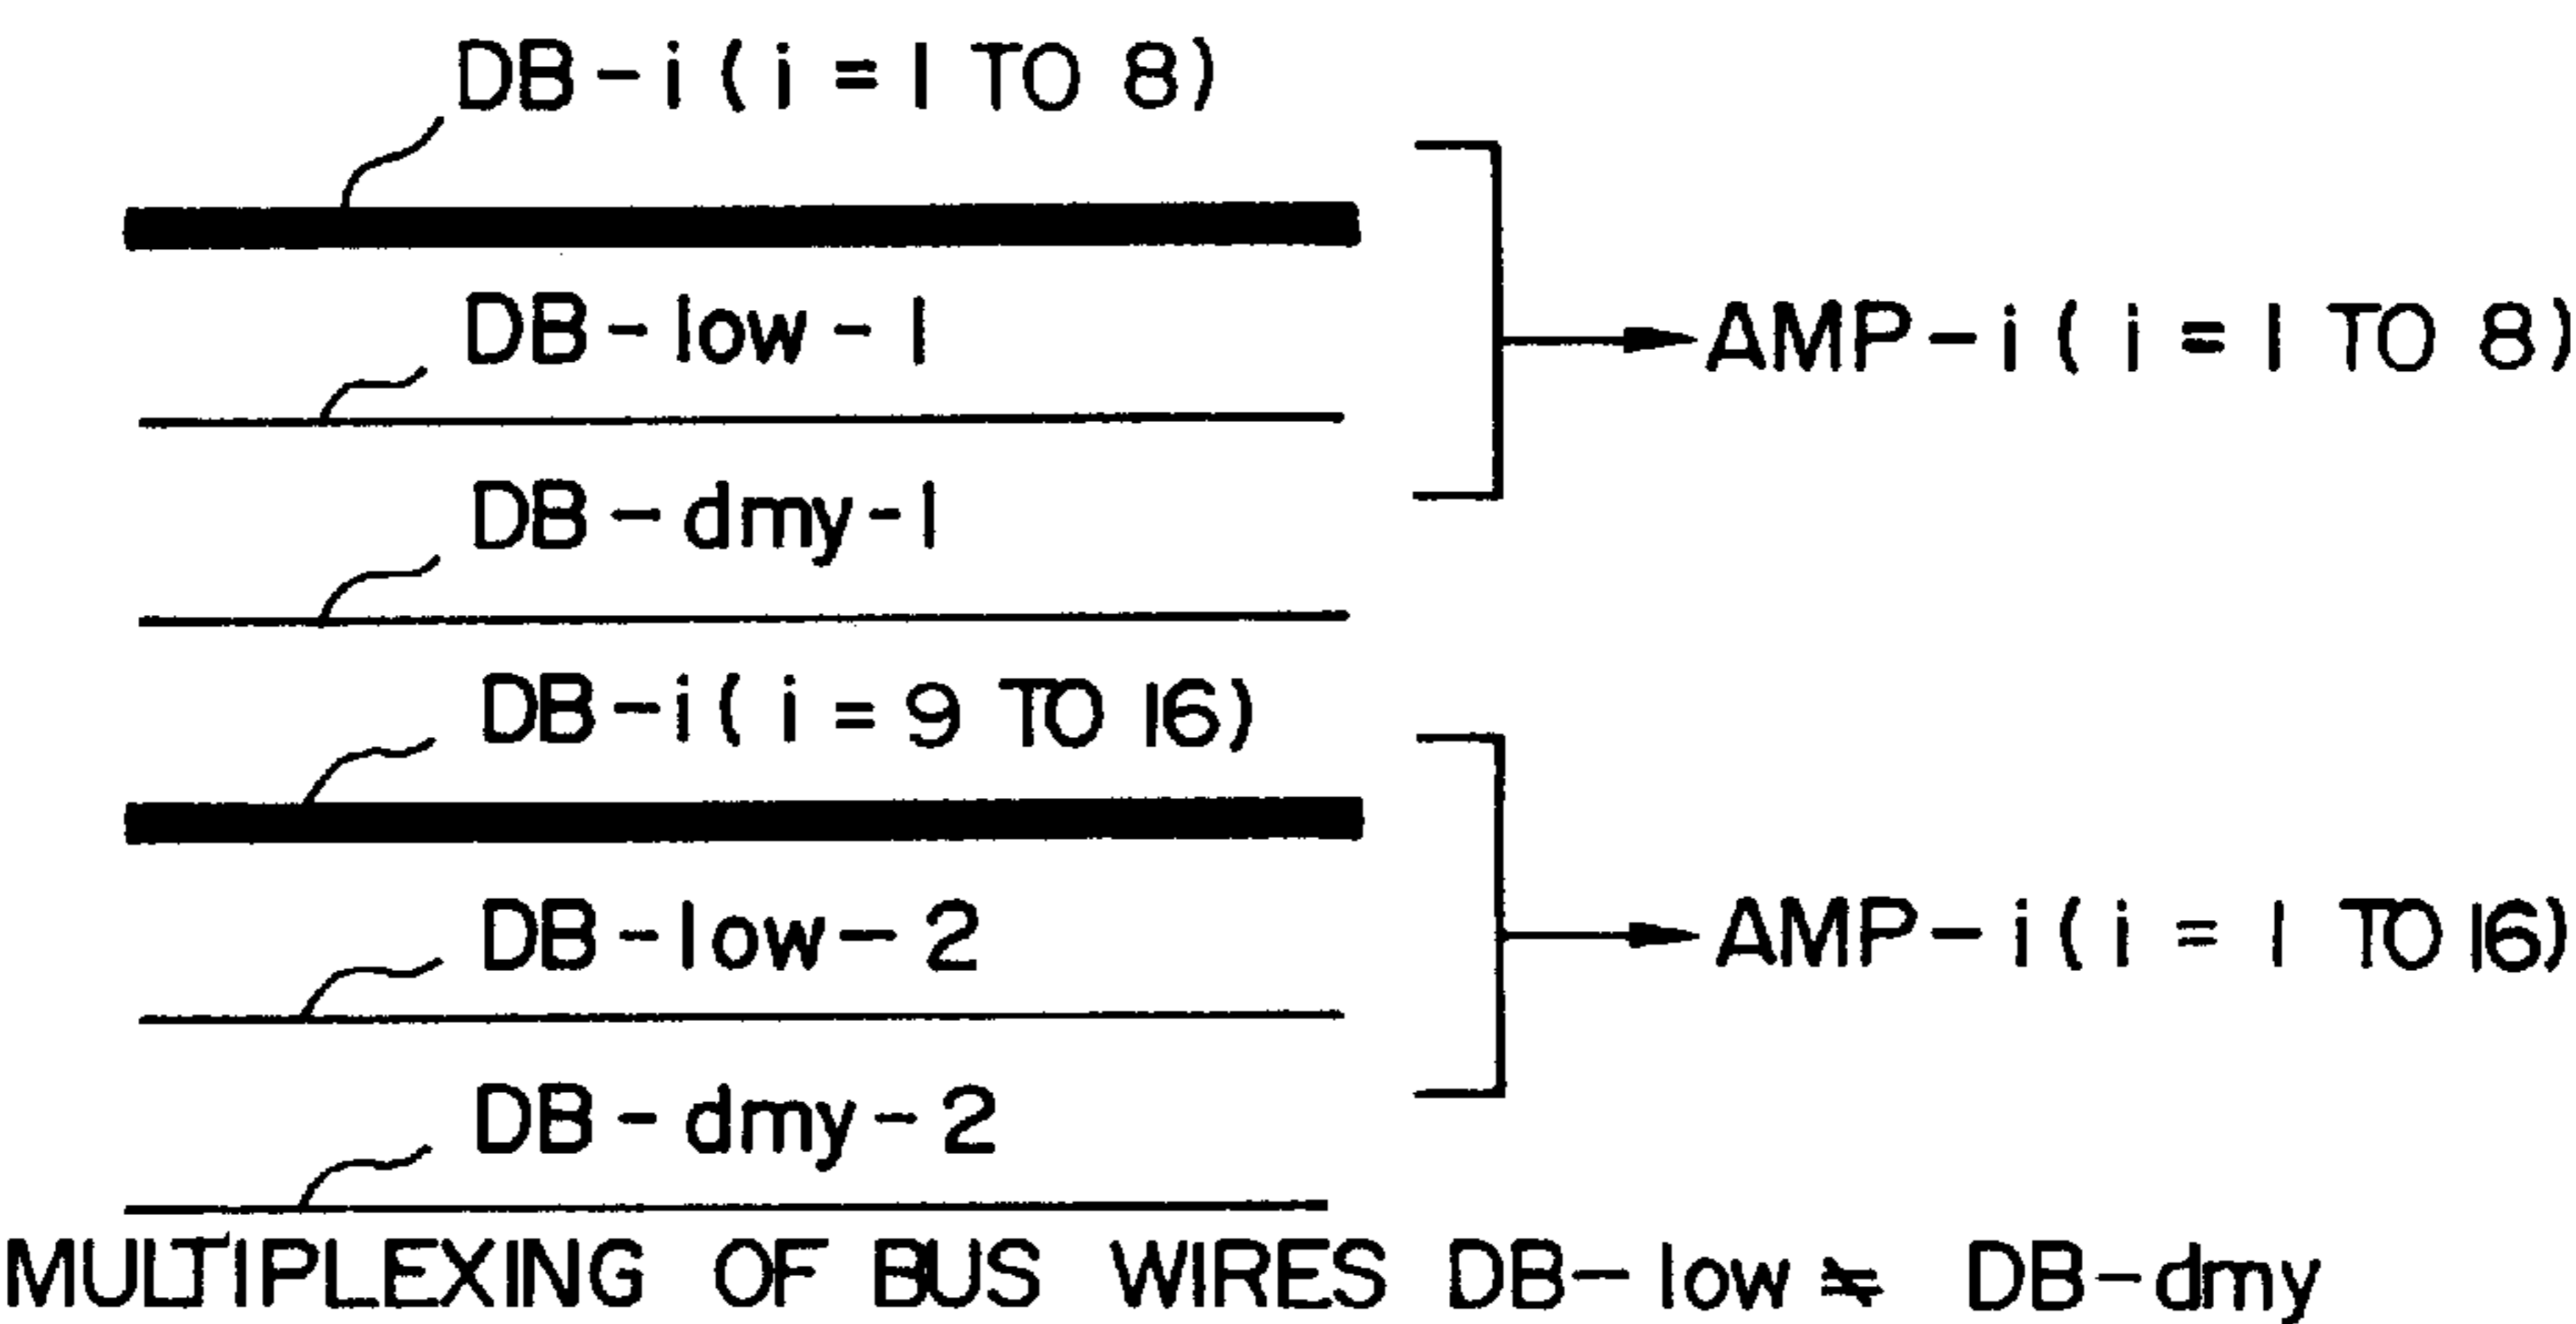 DB-i (i = 1 TO 8)
DB-low-1
AMP-i (i = 1 TO 8)
DB-dmy-1
DB-i (i = 9 TO 16)
DB-low-2
AMP-i (i = 1 TO 16)
DB-dmy-2
MULTIPLEXING OF BUS WIRES DB-low ≒ DB-dmy